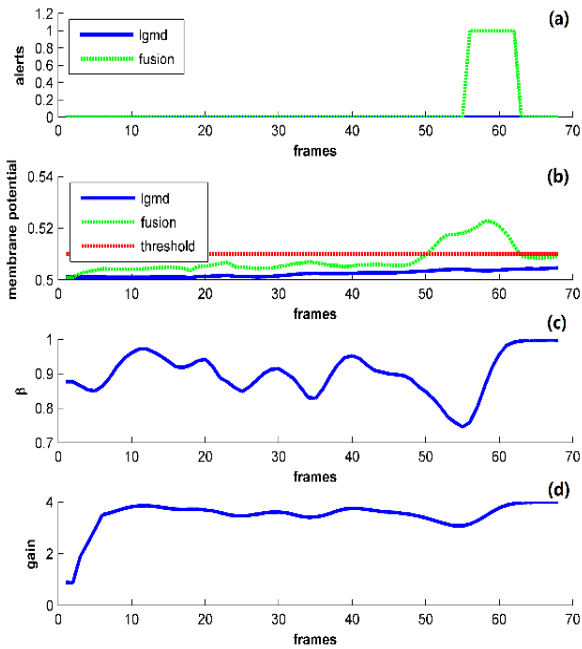 (a)
1.2
1
0.8
0.6
0.4
0.2
0
alerts
lgmd
fusion
0 10 20 30 40 50 60 70
frames
(b)
0.54
0.52
0.5
membrane potential
lgmd
fusion
threshold
0 10 20 30 40 50 60 70
frames
(c)
1
0.9
0.8
0.7
β
0 10 20 30 40 50 60 70
frames
(d)
4
2
0
gain
0 10 20 30 40 50 60 70
frames